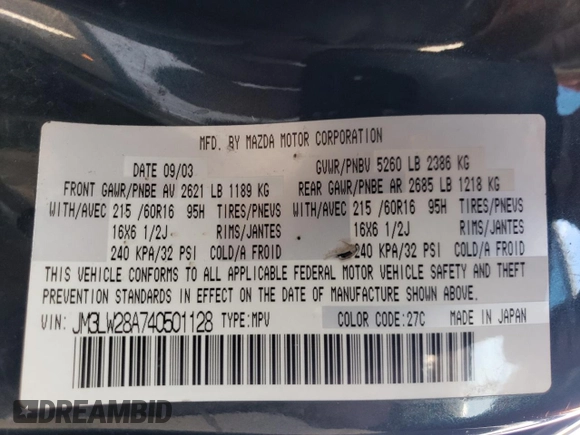 MFD. BY MAZDA MOTOR CORPORATION
DATE 09/03 GVWR/PNBV 5260 LB 2386 KG
FRONT GAWR/PNBE AV 2621 LB 1189 KG REAR GAWR/PNBE AR 2685 LB 1218 KG
WITH/AVEC 215 /60R16 95H TIRES/PNEUS WITH/AVEC 215 /60R16 95H TIRES/PNEUS
16X6 1/2J RIMS/JANTES 16X6 1/2J RIMS/JANTES
240 KPA/32 PSI COLD/A FROID 240 KPA/32 PSI COLD/A FROID
THIS VEHICLE CONFORMS TO ALL APPLICABLE FEDERAL MOTOR VEHICLE SAFETY AND THEFT
PREVENTION STANDARDS IN EFFECT ON THE DATE OF MANUFACTURE SHOWN ABOVE.
VIN: JM3LW28A740501128 TYPE:MPV COLOR CODE: 27C MADE IN JAPAN
DREAMBID